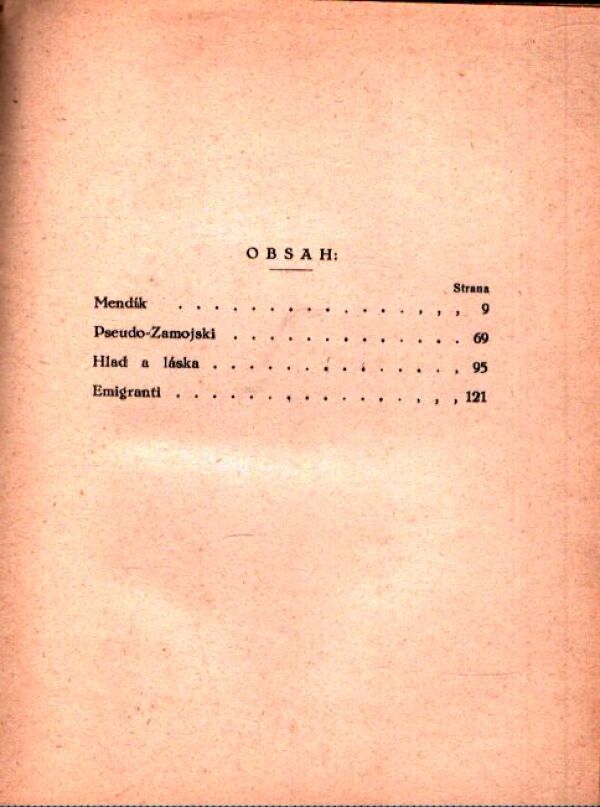 OBSAH:
Strana
Mendík . . . . . . . . . . . . . , , , 9
Pseudo-Zamojski . . . . . . . . . . . . . 69
Hlad a láska . . . . . . . . . . . . . . 95
Emigranti . . . . . . . . . . . . . , , , 121